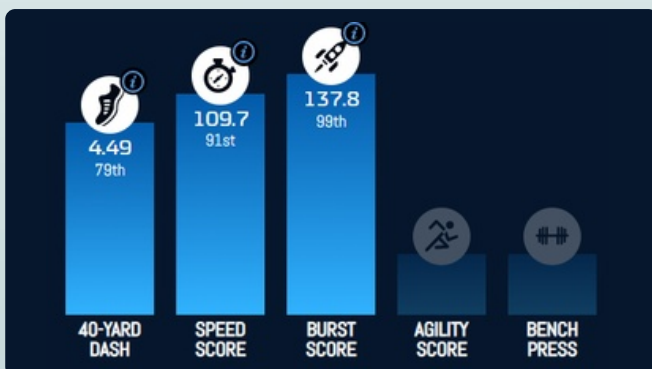 4.49
79th
109.7
91st
137.8
99th
40-YARD
DASH
SPEED
SCORE
BURST
SCORE
AGILITY
SCORE
BENCH
PRESS